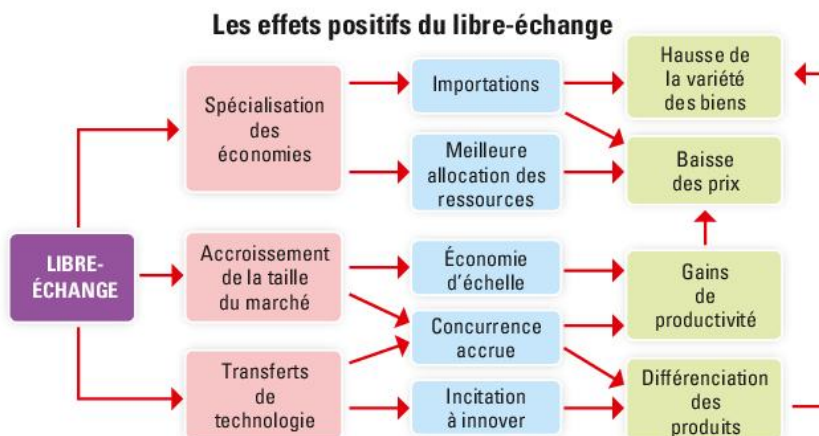 Les effets positifs du libre-échange
LIBRE-
ÉCHANGE
Spécialisation
des
économies
Accroissement
de la taille
du marché
Transferts
de
technologie
Importations
Meilleure
allocation des
ressources
Économie
d'échelle
Concurrence
accrue
Incitation
à innover
Hausse de
la variété
des biens
Baisse
des prix
Gains
de
productivité
Différenciation
des
produits